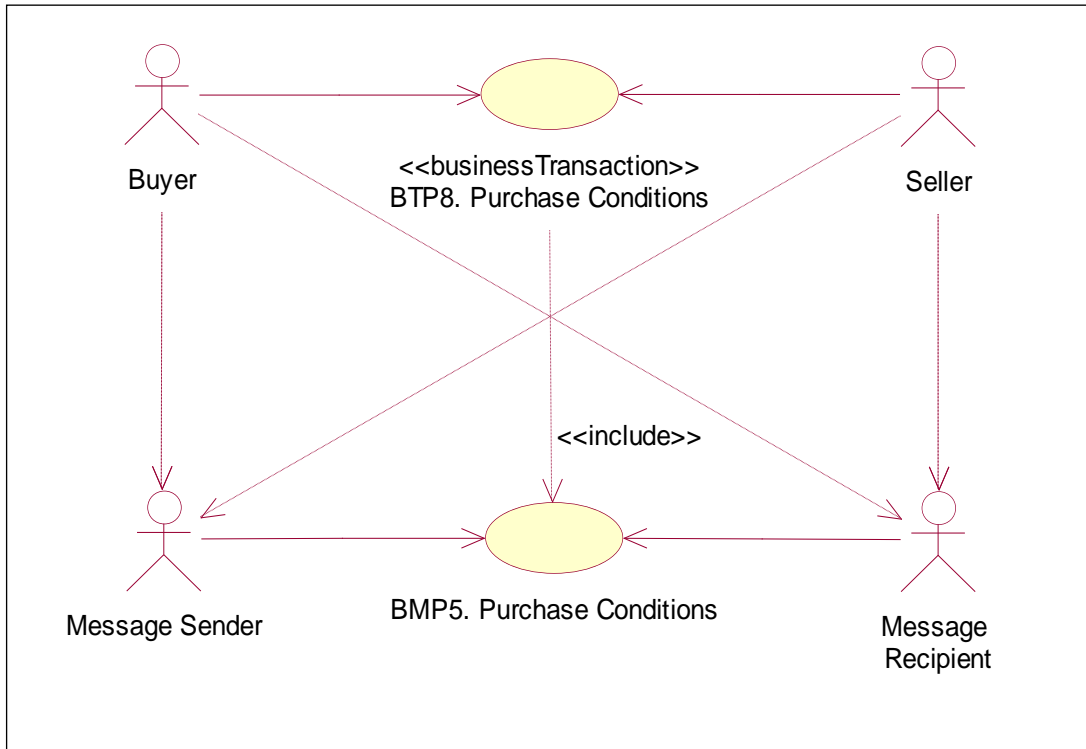 Buyer
<<businessTransaction>>
BTP8. Purchase Conditions
Seller
<<include>>
Message Sender
BMP5. Purchase Conditions
Message
Recipient